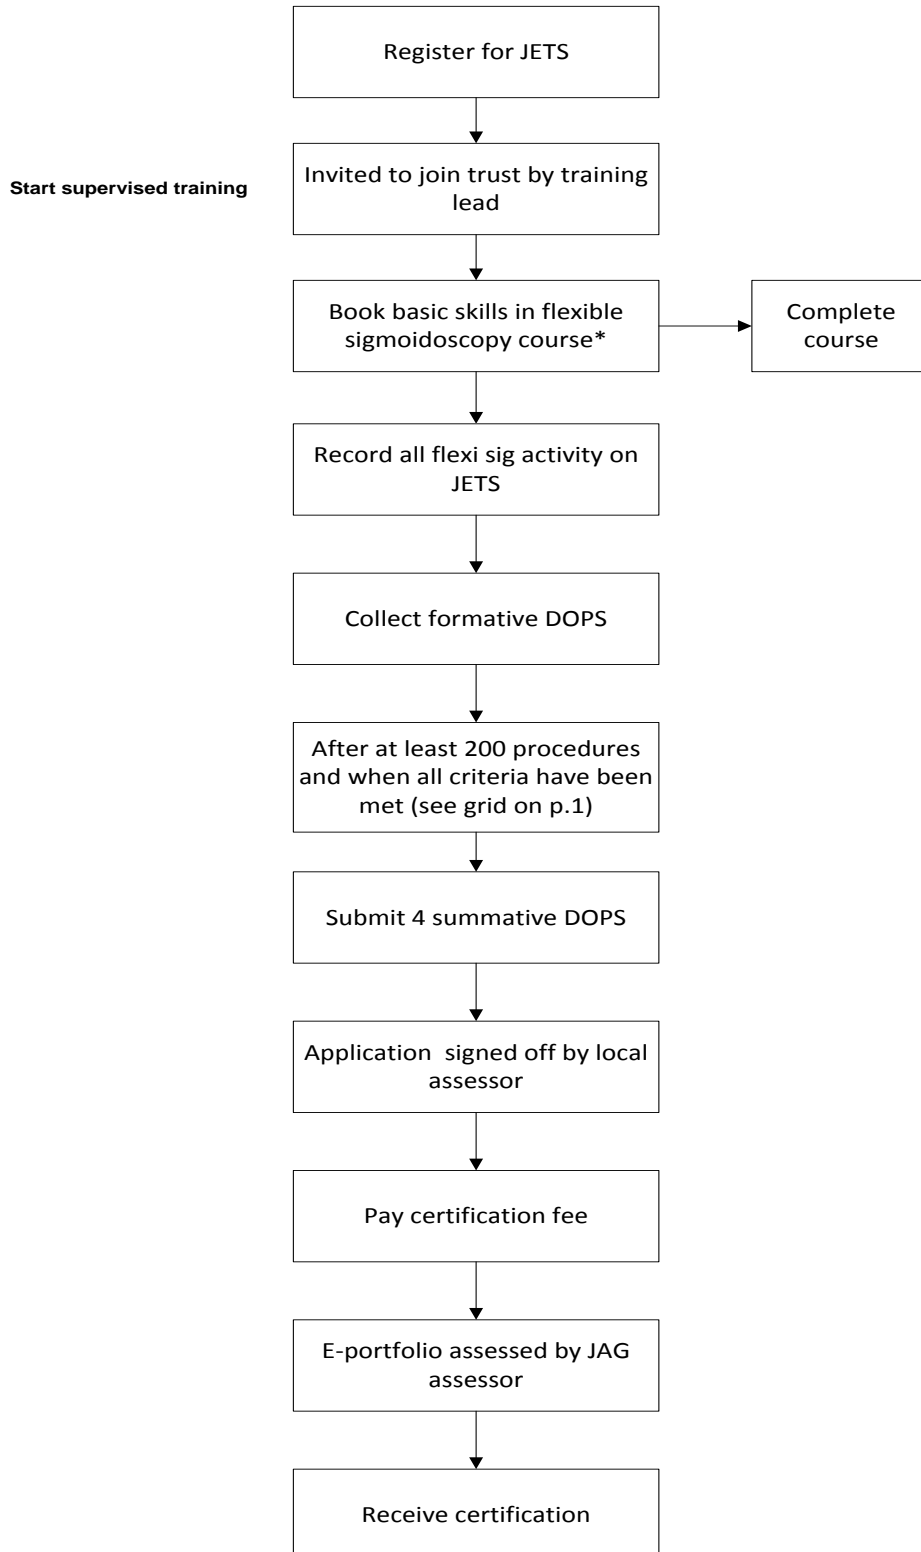 Register for JETS
Start supervised training
Invited to join trust by training
lead
Book basic skills in flexible
sigmoidoscopy course*
Complete
course
Record all flexi sig activity on
JETS
Collect formative DOPS
After at least 200 procedures
and when all criteria have been
met (see grid on p.1)
Submit 4 summative DOPS
Application signed off by local
assessor
Pay certification fee
E-portfolio assessed by JAG
assessor
Receive certification